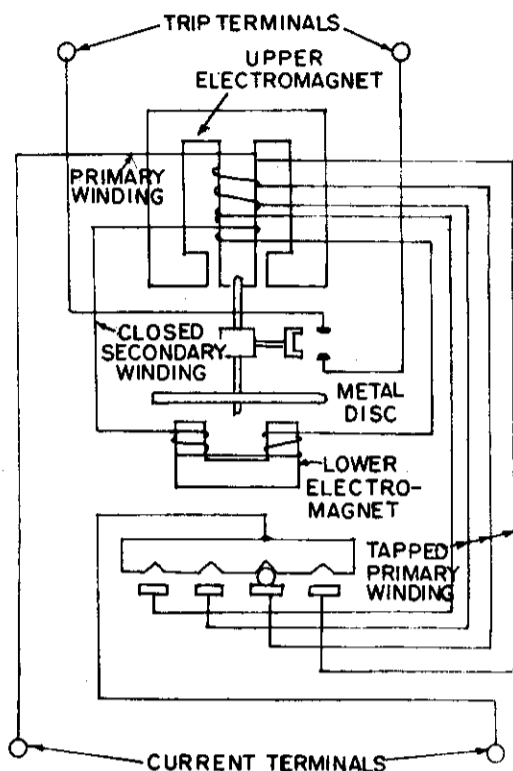 TRIP TERMINALS
UPPER
ELECTROMAGNET
PRIMARY
WINDING
CLOSED
SECONDARY
WINDING
METAL
DISC
LOWER
ELECTRO-
MAGNET
TAPPED
PRIMARY
WINDING
CURRENT TERMINALS